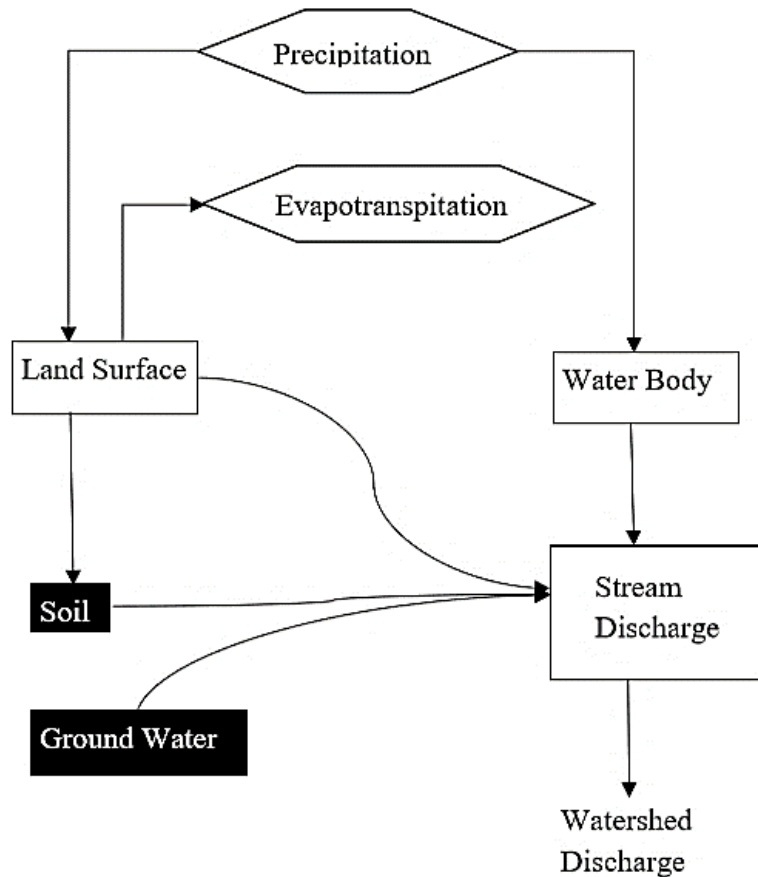 Precipitation
Evapotranspitation
Land Surface
Water Body
Soil
Stream
Discharge
Ground Water
Watershed
Discharge